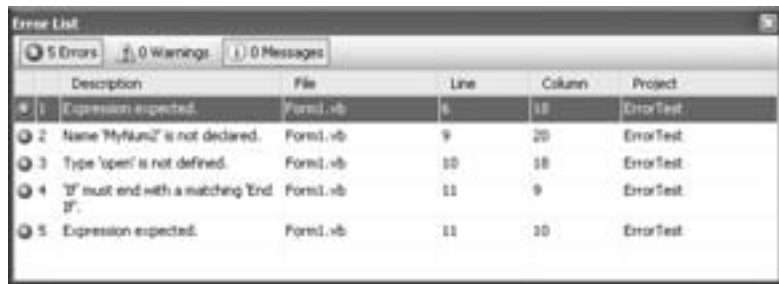 Error List
5 Errors 0 Warnings 0 Messages
Description File Line Column Project
1 Expression expected. Form1.vb 6 18 ErrorTest
2 Name 'MyNum2' is not declared. Form1.vb 9 20 ErrorTest
3 Type 'open' is not defined. Form1.vb 10 18 ErrorTest
4 'If' must end with a matching 'End Form1.vb 11 9 ErrorTest
If'.
5 Expression expected. Form1.vb 11 10 ErrorTest